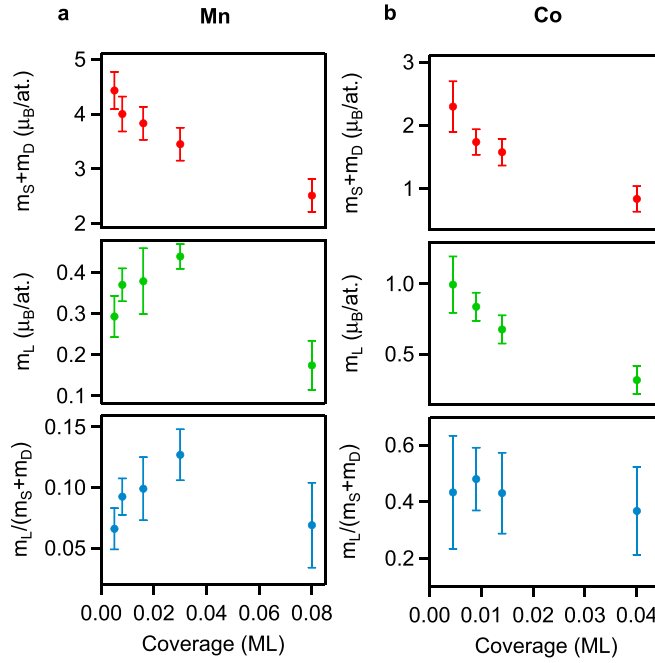 a Mn
5
4
3
2
m_S+m_D (μ_B/at.)
0.4
0.3
0.2
0.1
m_L (μ_B/at.)
0.15
0.10
0.05
m_L/(m_S+m_D)
0.00 0.02 0.04 0.06 0.08
Coverage (ML)
b Co
3
2
1
m_S+m_D (μ_B/at.)
1.0
0.5
m_L (μ_B/at.)
0.6
0.4
0.2
m_L/(m_S+m_D)
0.00 0.01 0.02 0.03 0.04
Coverage (ML)